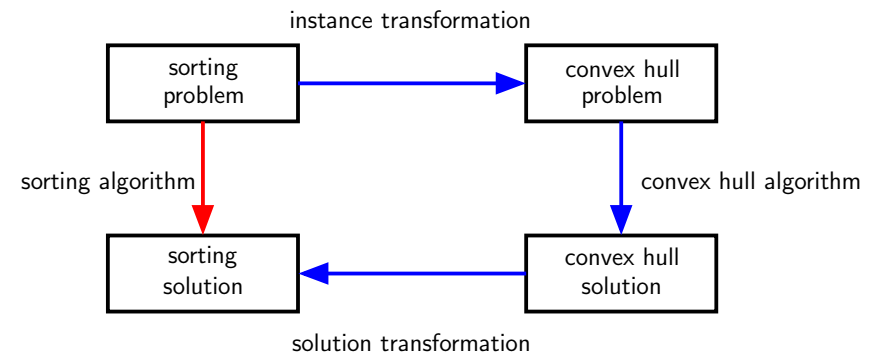 instance transformation
sorting
problem
convex hull
problem
sorting algorithm
convex hull algorithm
sorting
solution
convex hull
solution
solution transformation